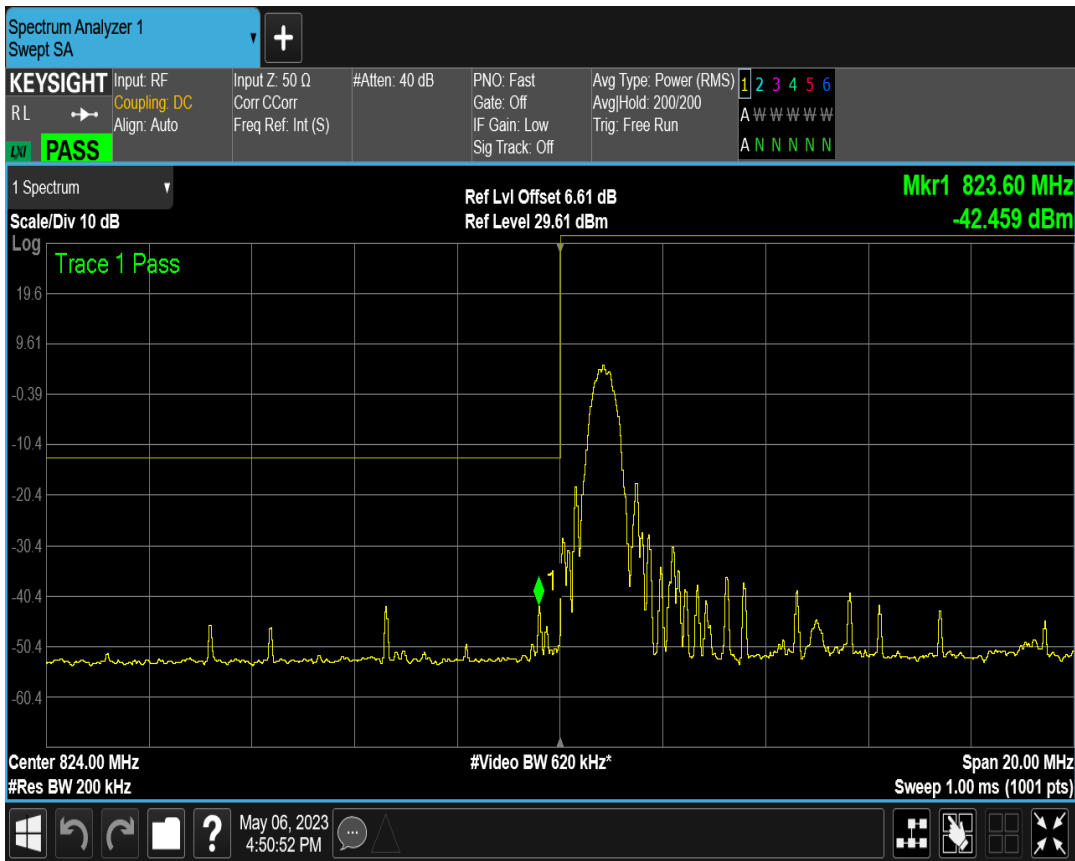 Spectrum Analyzer 1
Swept SA
+
KEYSIGHT
R L
LXI PASS
Input: RF
Coupling: DC
Align: Auto
Input Z: 50 Ω
Corr CCorr
Freq Ref: Int (S)
#Atten: 40 dB
PNO: Fast
Gate: Off
IF Gain: Low
Sig Track: Off
Avg Type: Power (RMS)
Avg|Hold: 200/200
Trig: Free Run
1 2 3 4 5 6
A W W W W W
A N N N N N
1 Spectrum
Scale/Div 10 dB
Ref Lvl Offset 6.61 dB
Ref Level 29.61 dBm
Mkr1 823.60 MHz
-42.459 dBm
Log
Trace 1 Pass
19.6
9.61
-0.39
-10.4
-20.4
-30.4
-40.4
-50.4
-60.4
1
Center 824.00 MHz
#Res BW 200 kHz
#Video BW 620 kHz*
Span 20.00 MHz
Sweep 1.00 ms (1001 pts)
?
May 06, 2023
4:50:52 PM